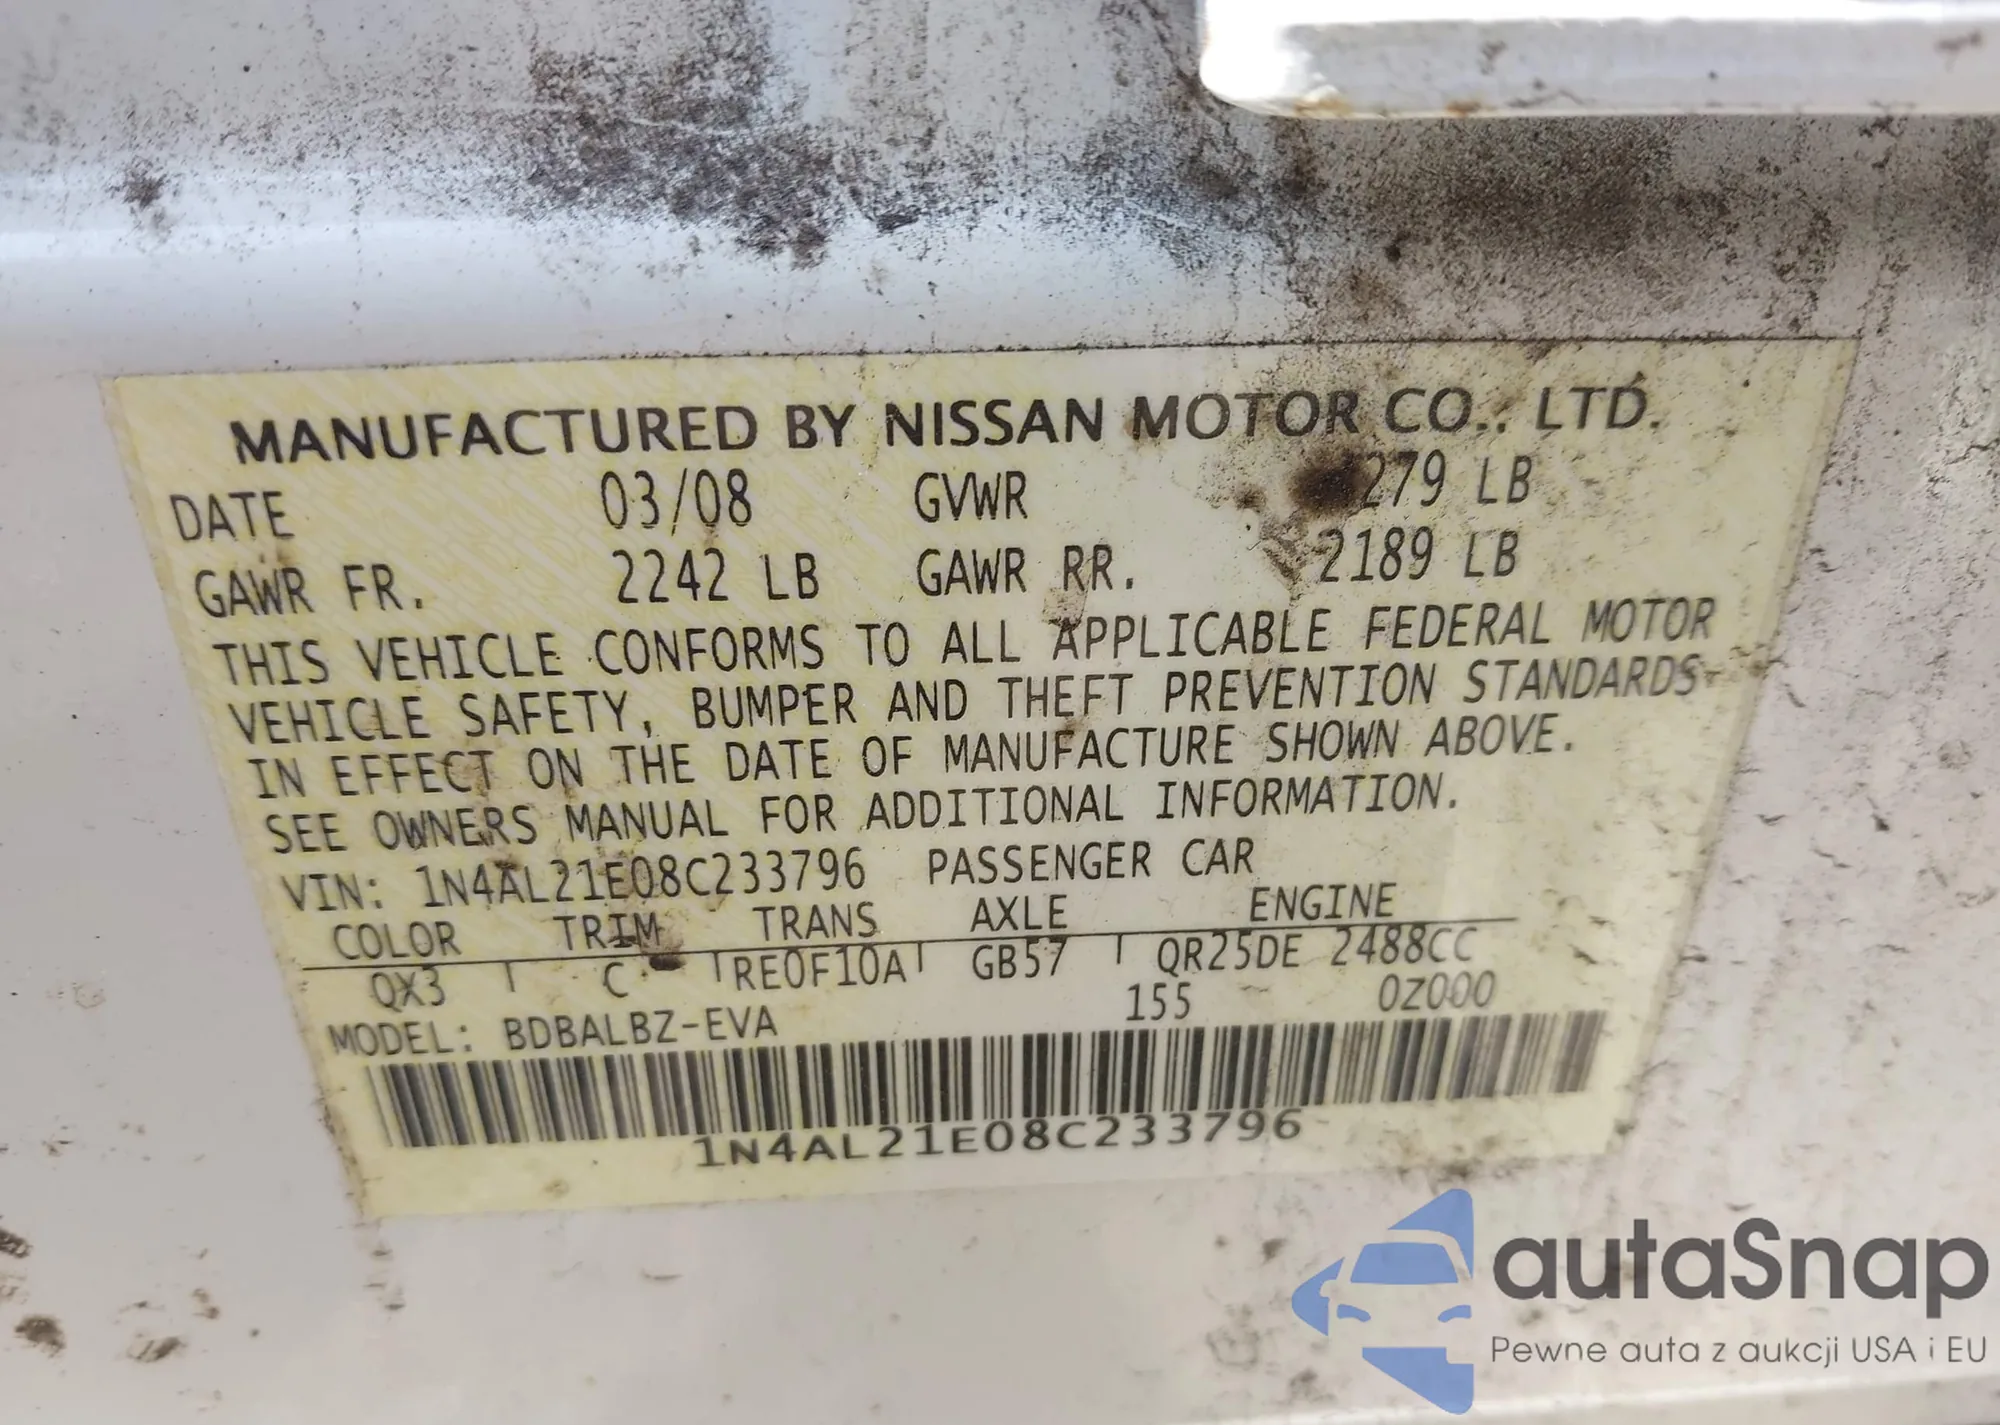 MANUFACTURED BY NISSAN MOTOR CO., LTD.
DATE 03/08 GVWR 279 LB
GAWR FR. 2242 LB GAWR RR. 2189 LB
THIS VEHICLE CONFORMS TO ALL APPLICABLE FEDERAL MOTOR
VEHICLE SAFETY, BUMPER AND THEFT PREVENTION STANDARDS
IN EFFECT ON THE DATE OF MANUFACTURE SHOWN ABOVE.
SEE OWNERS MANUAL FOR ADDITIONAL INFORMATION.
VIN: 1N4AL21E08C233796 PASSENGER CAR
COLOR TRIM TRANS AXLE ENGINE
QX3 C RE0F10A GB57 QR25DE 2488CC
155 0Z000
MODEL: BDBALBZ-EVA
1N4AL21E08C233796
autaSnap
Pewne auta z aukcji USA i EU